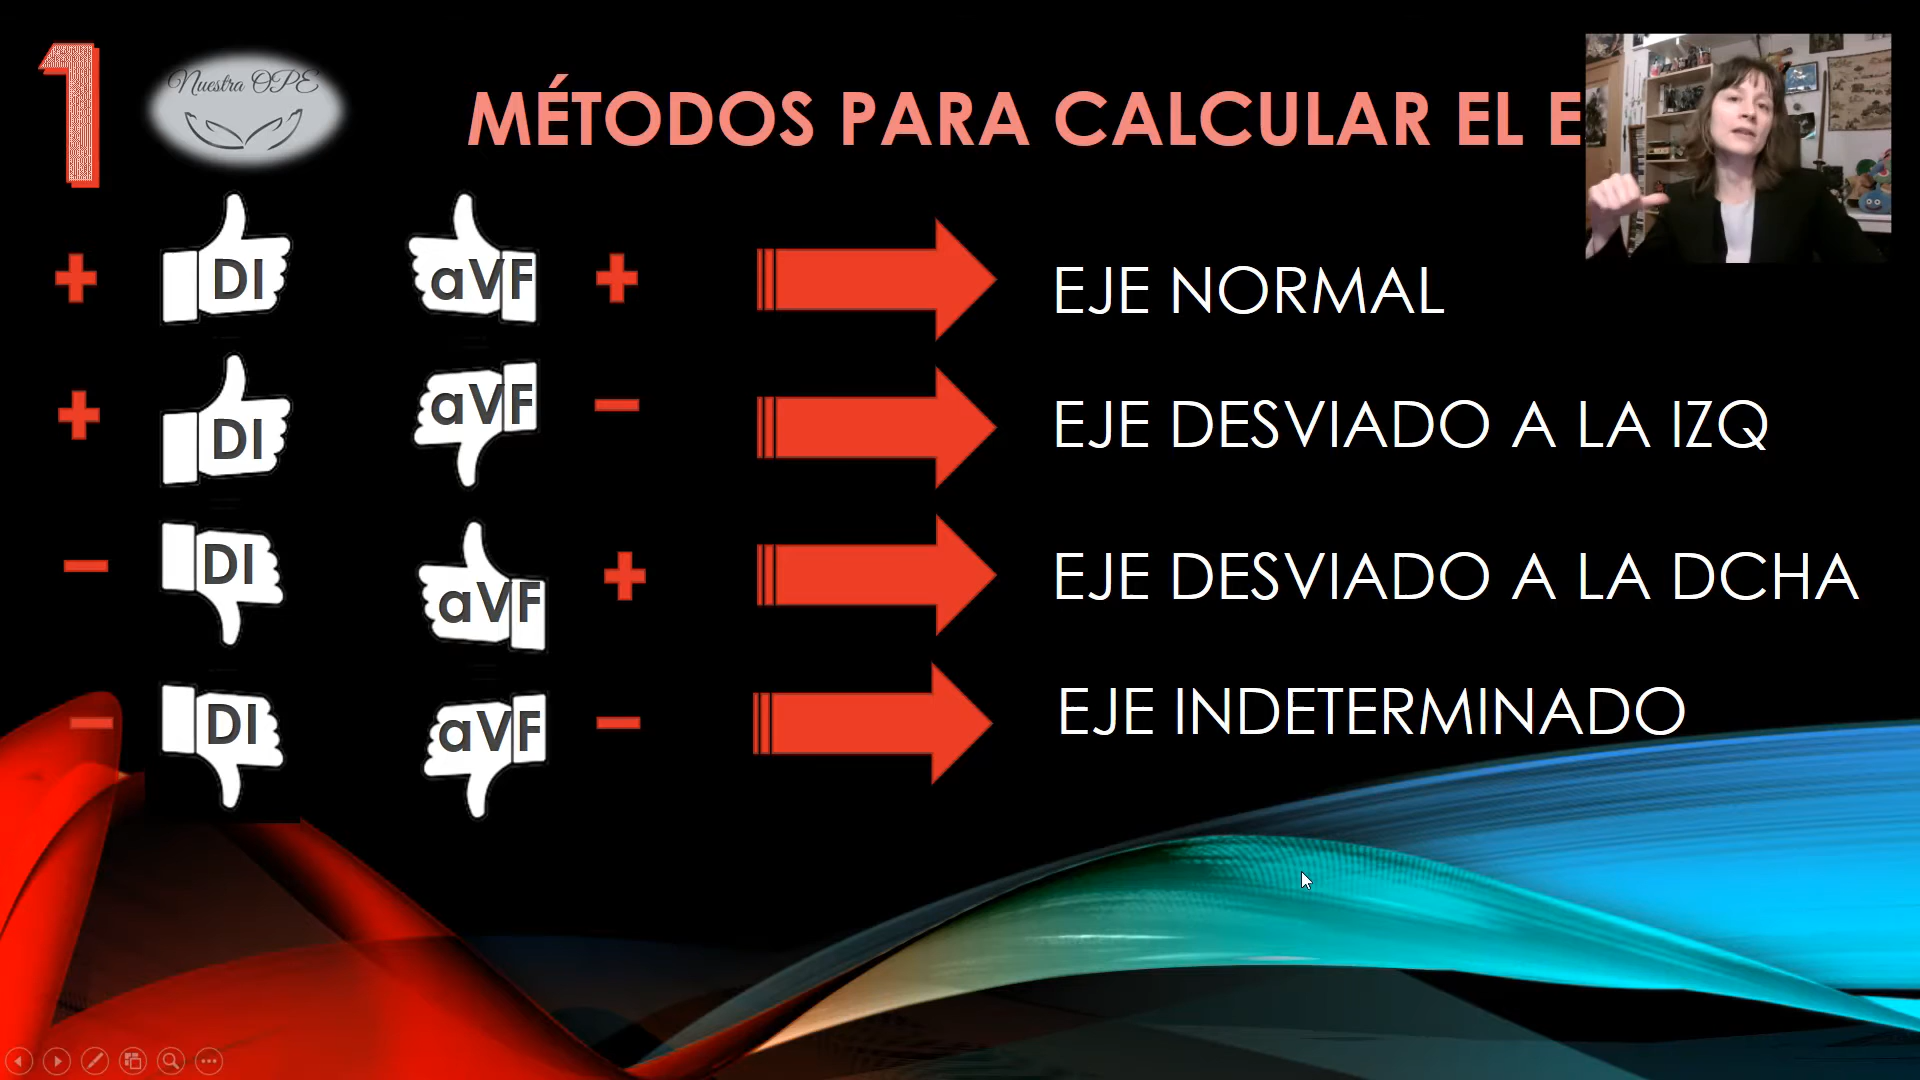 1
Nuestra OPE
MÉTODOS PARA CALCULAR EL E
+ DI aVF + EJE NORMAL
+ DI aVF − EJE DESVIADO A LA IZQ
− DI aVF + EJE DESVIADO A LA DCHA
− DI aVF − EJE INDETERMINADO